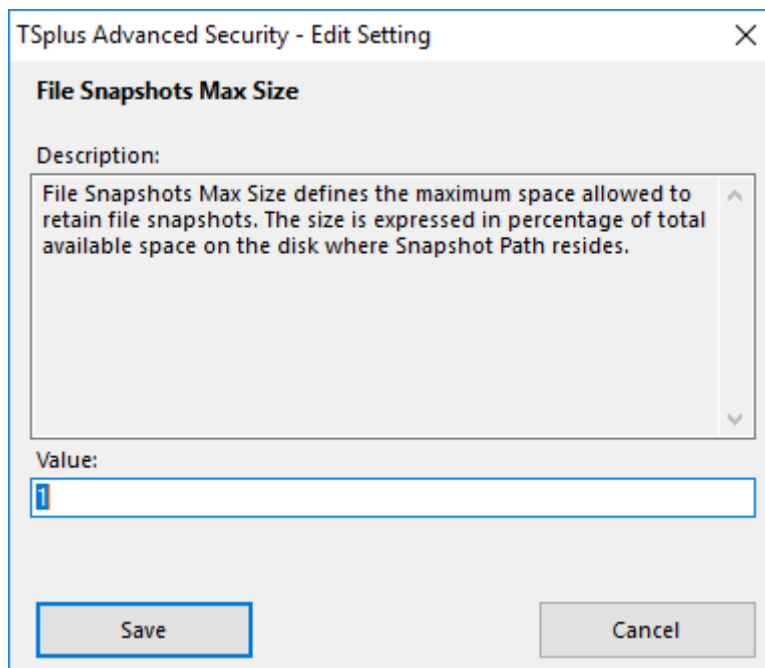 TSplus Advanced Security - Edit Setting
File Snapshots Max Size
Description:
File Snapshots Max Size defines the maximum space allowed to
retain file snapshots. The size is expressed in percentage of total
available space on the disk where Snapshot Path resides.
Value:
1
Save
Cancel